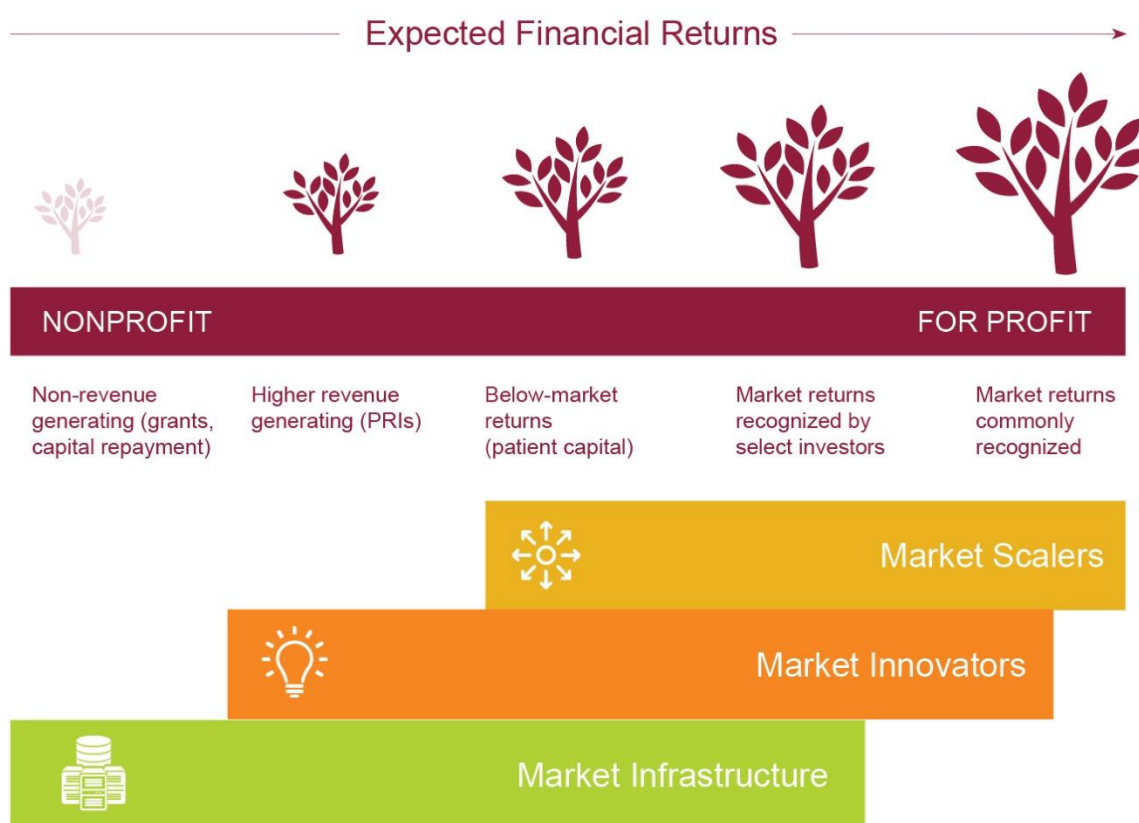 Expected Financial Returns
NONPROFIT
FOR PROFIT
Non-revenue
generating (grants,
capital repayment)
Higher revenue
generating (PRIs)
Below-market
returns
(patient capital)
Market returns
recognized by
select investors
Market returns
commonly
recognized
Market Scalers
Market Innovators
Market Infrastructure